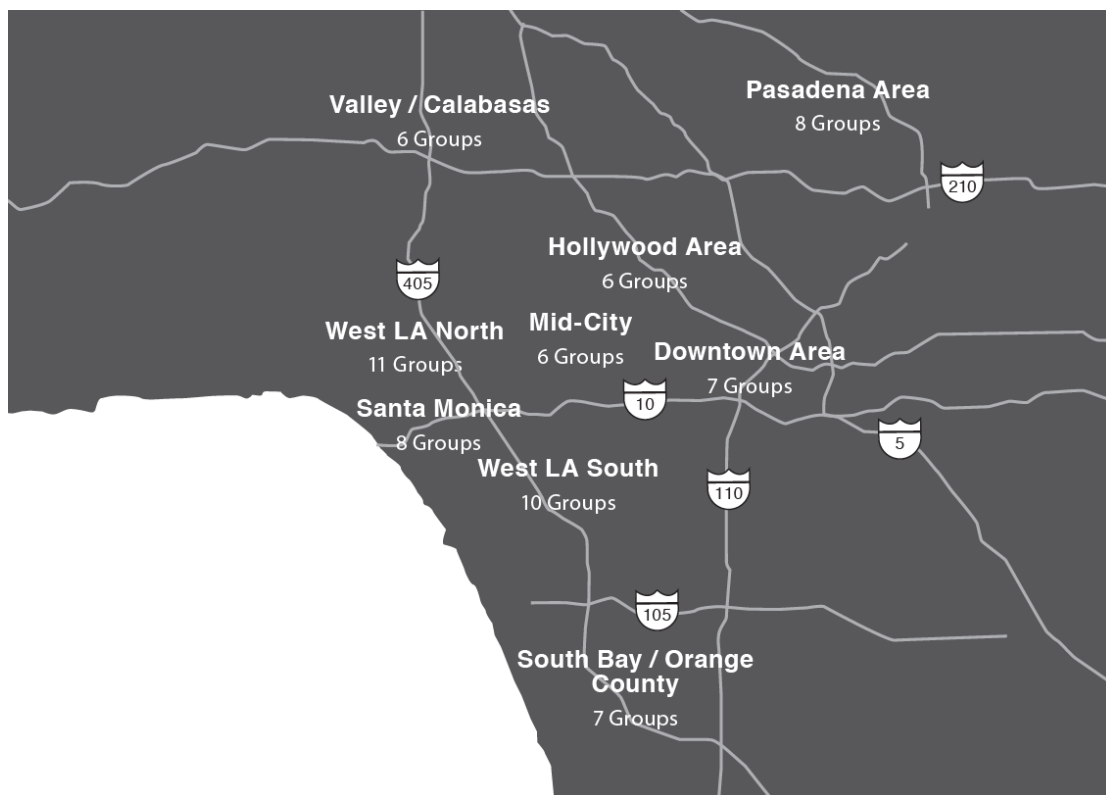 Valley / Calabasas
6 Groups
Pasadena Area
8 Groups
210
Hollywood Area
6 Groups
405
West LA North
11 Groups
Mid-City
6 Groups
Downtown Area
7 Groups
10
Santa Monica
8 Groups
5
West LA South
10 Groups
110
105
South Bay / Orange
County
7 Groups